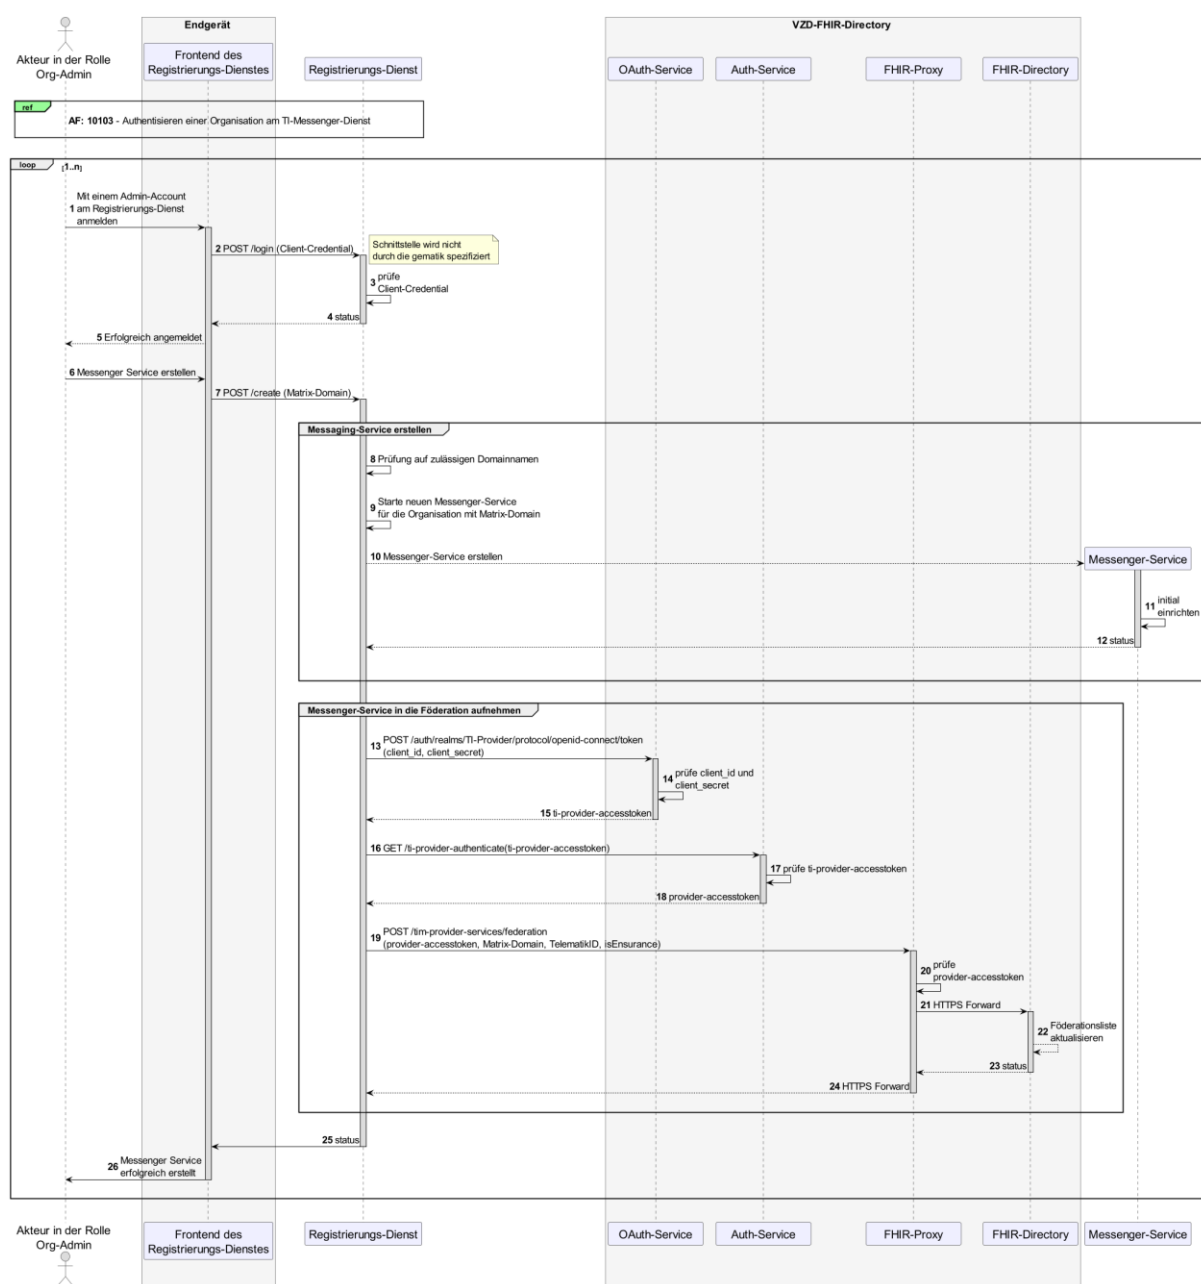 Endgerät
VZD-FHIR-Directory
Akteur in der Rolle
Org-Admin
Frontend des
Registrierungs-Dienstes
Registrierungs-Dienst
OAuth-Service
Auth-Service
FHIR-Proxy
FHIR-Directory
ref
AF: 10103 - Authentisieren einer Organisation am TI-Messenger-Dienst
loop
[1..n]
Mit einem Admin-Account
1 am Registrierungs-Dienst
anmelden
2 POST /login (Client-Credential)
Schnittstelle wird nicht
durch die gematik spezifiziert
3 prüfe
Client-Credential
4 status
5 Erfolgreich angemeldet
6 Messenger Service erstellen
7 POST /create (Matrix-Domain)
Messaging-Service erstellen
8 Prüfung auf zulässigen Domainnamen
9 Starte neuen Messenger-Service
für die Organisation mit Matrix-Domain
10 Messenger-Service erstellen
Messenger-Service
11 initial
einrichten
12 status
Messenger-Service in die Föderation aufnehmen
13 POST /auth/realms/TI-Provider/protocol/openid-connect/token
(client_id, client_secret)
14 prüfe client_id und
client_secret
15 ti-provider-accesstoken
16 GET /ti-provider-authenticate(ti-provider-accesstoken)
17 prüfe ti-provider-accesstoken
18 provider-accesstoken
19 POST /tim-provider-services/federation
(provider-accesstoken, Matrix-Domain, TelematikID, isEnsurance)
20 prüfe
provider-accesstoken
21 HTTPS Forward
22 Föderationsliste
aktualisieren
23 status
24 HTTPS Forward
25 status
26 Messenger Service
erfolgreich erstellt
Akteur in der Rolle
Org-Admin
Frontend des
Registrierungs-Dienstes
Registrierungs-Dienst
OAuth-Service
Auth-Service
FHIR-Proxy
FHIR-Directory
Messenger-Service